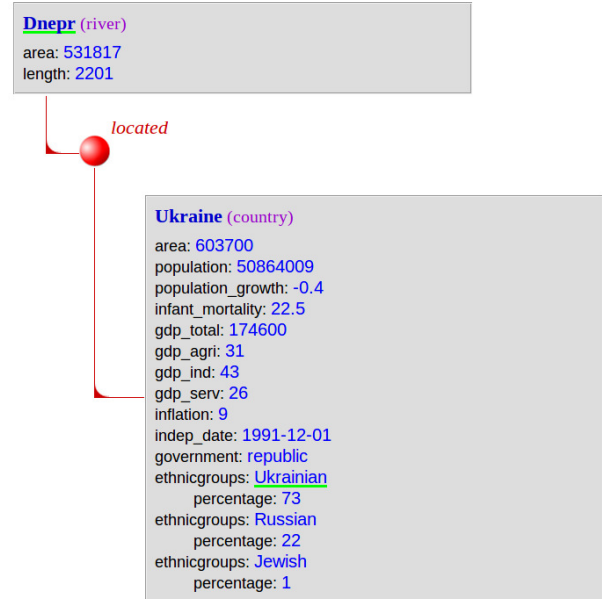 Dnepr (river)
area: 531817
length: 2201
located
Ukraine (country)
area: 603700
population: 50864009
population_growth: -0.4
infant_mortality: 22.5
gdp_total: 174600
gdp_agri: 31
gdp_ind: 43
gdp_serv: 26
inflation: 9
indep_date: 1991-12-01
government: republic
ethnicgroups: Ukrainian
percentage: 73
ethnicgroups: Russian
percentage: 22
ethnicgroups: Jewish
percentage: 1